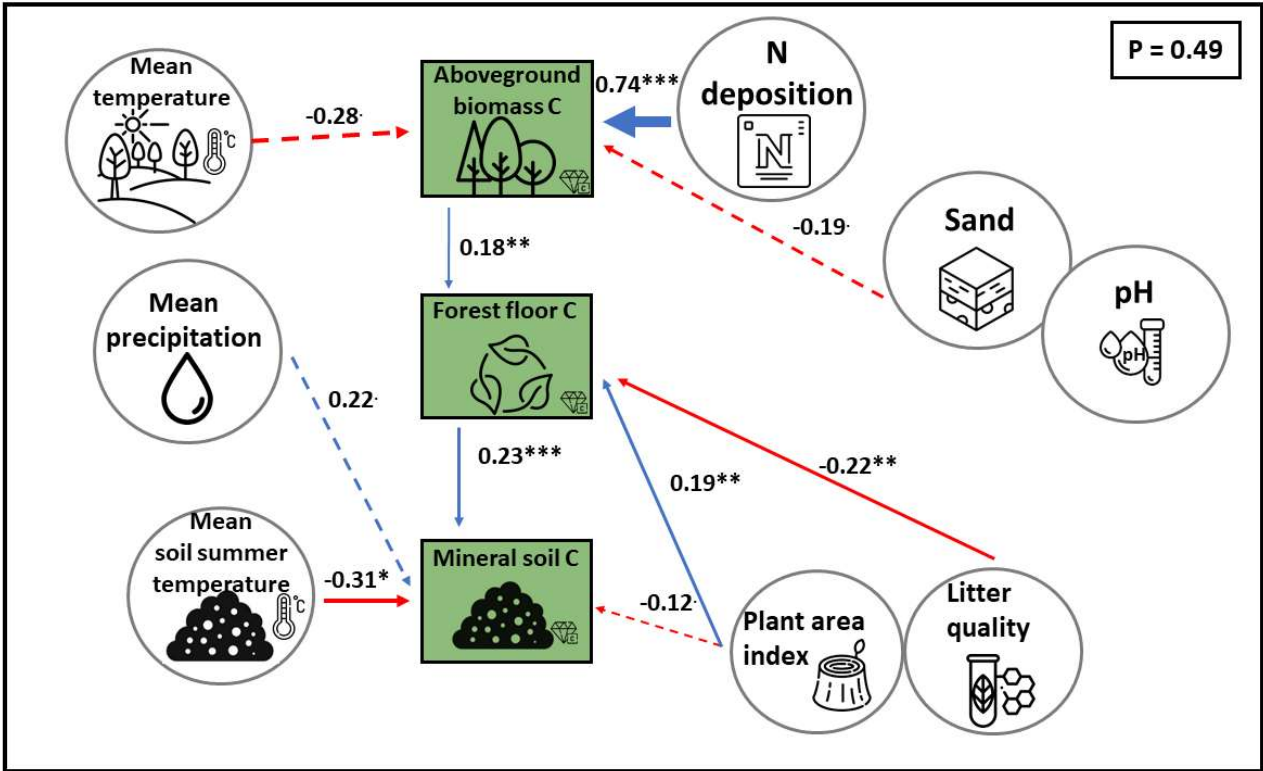 P = 0.49
Mean
temperature
°C
-0.28·
Aboveground
biomass C
C
0.74***
N
deposition
N
-0.19·
Sand
pH
pH
0.18**
Mean
precipitation
Forest floor C
C
0.22·
0.23***
0.19**
-0.22**
Mean
soil summer
temperature
°C
-0.31*
Mineral soil C
C
-0.12·
Plant area
index
Litter
quality